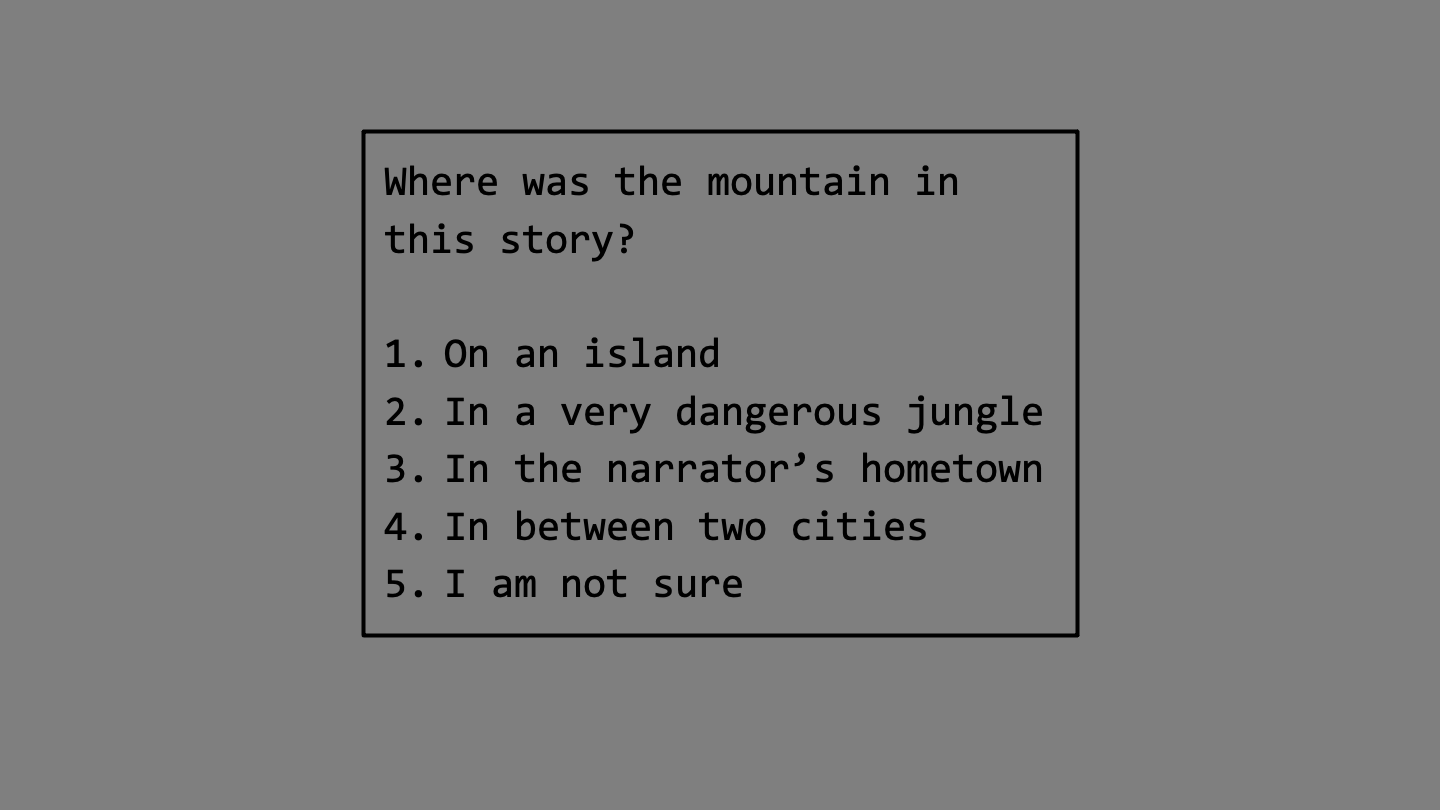 Where was the mountain in
this story?
1. On an island
2. In a very dangerous jungle
3. In the narrator’s hometown
4. In between two cities
5. I am not sure